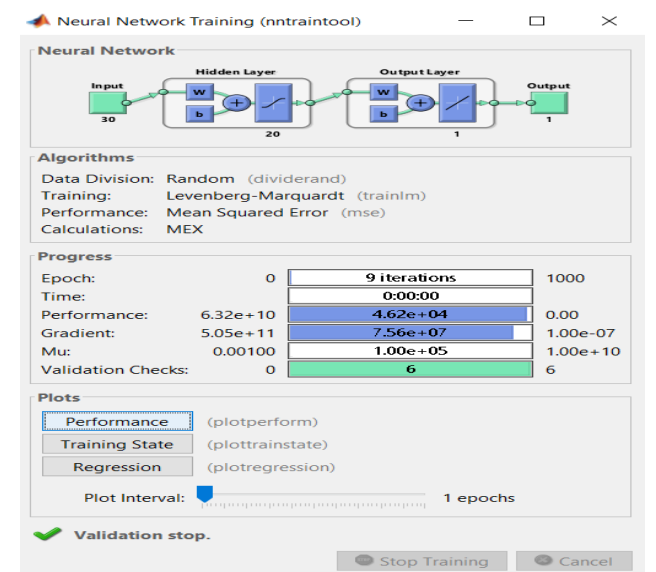 Neural Network Training (nntraintool)
Neural Network
Hidden Layer Output Layer
Input Output
W W
b b
30 20 1 1
Algorithms
Data Division: Random (dividerand)
Training: Levenberg-Marquardt (trainlm)
Performance: Mean Squared Error (mse)
Calculations: MEX
Progress
Epoch: 0 9 iterations 1000
Time: 0:00:00
Performance: 6.32e+10 4.62e+04 0.00
Gradient: 5.05e+11 7.56e+07 1.00e-07
Mu: 0.00100 1.00e+05 1.00e+10
Validation Checks: 0 6 6
Plots
Performance (plotperform)
Training State (plottrainstate)
Regression (plotregression)
Plot Interval: 1 epochs
Validation stop.
Stop Training Cancel